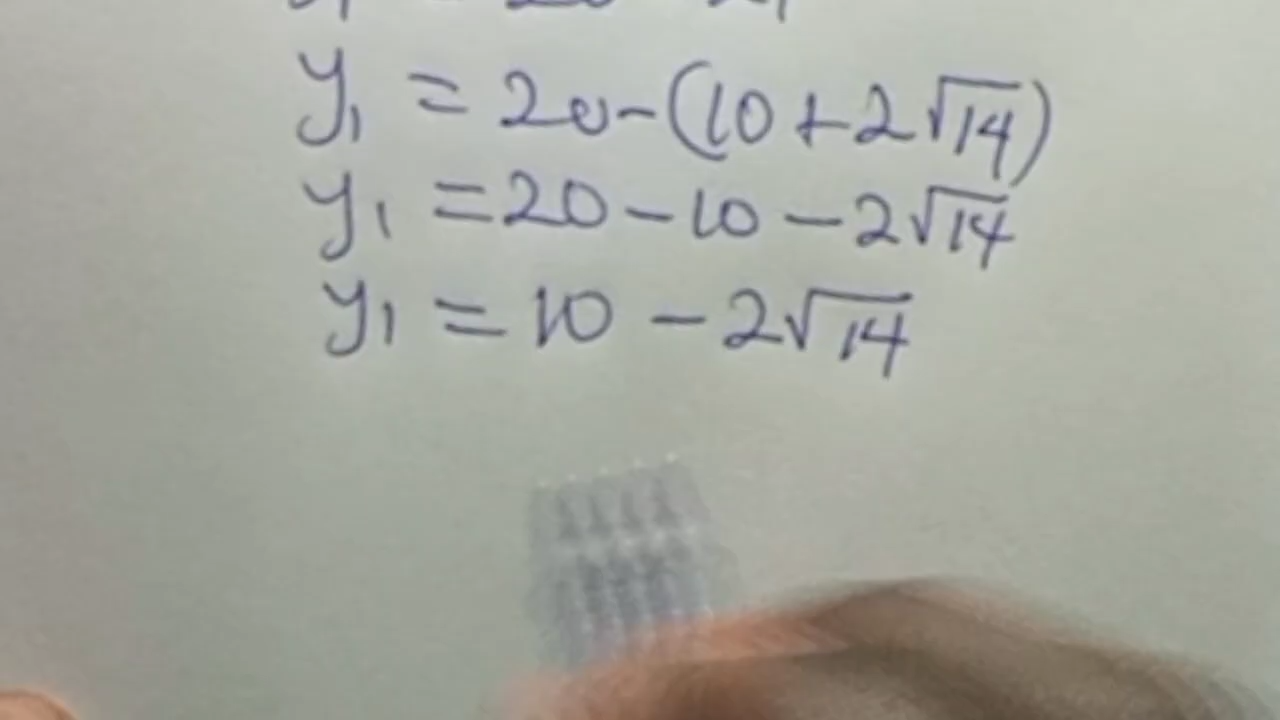 y₁ = 20-(10+2√14)
y₁ = 20-10-2√14
y₁ = 10-2√14